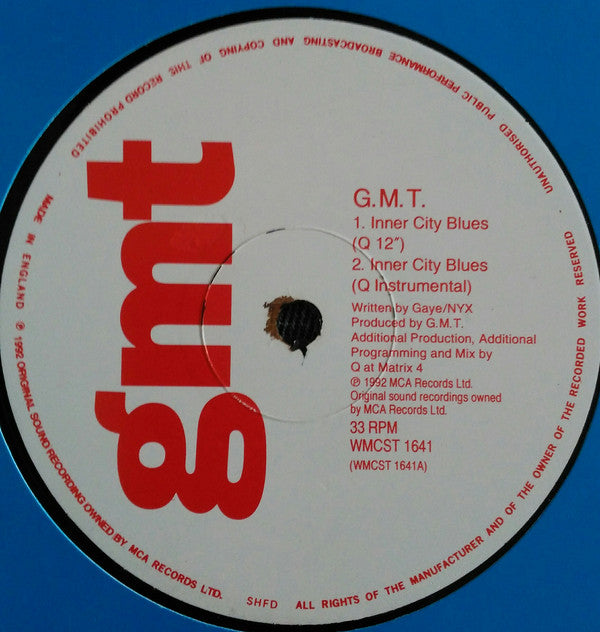 gmt
G.M.T.
1. Inner City Blues
(Q 12")
2. Inner City Blues
(Q Instrumental)
Written by Gaye/NYX
Produced by G.M.T.
Additional Production, Additional
Programming and Mix by
Q at Matrix 4
℗ 1992 MCA Records Ltd.
Original sound recordings owned
by MCA Records Ltd.
33 RPM
WMCST 1641
(WMCST 1641A)
MADE IN ENGLAND ℗ 1992 ORIGINAL SOUND RECORDING OWNED BY MCA RECORDS LTD.
SHFD
ALL RIGHTS OF THE MANUFACTURER AND OF THE OWNER OF THE RECORDED WORK RESERVED
UNAUTHORISED PUBLIC PERFORMANCE BROADCASTING AND COPYING OF THIS RECORD PROHIBITED